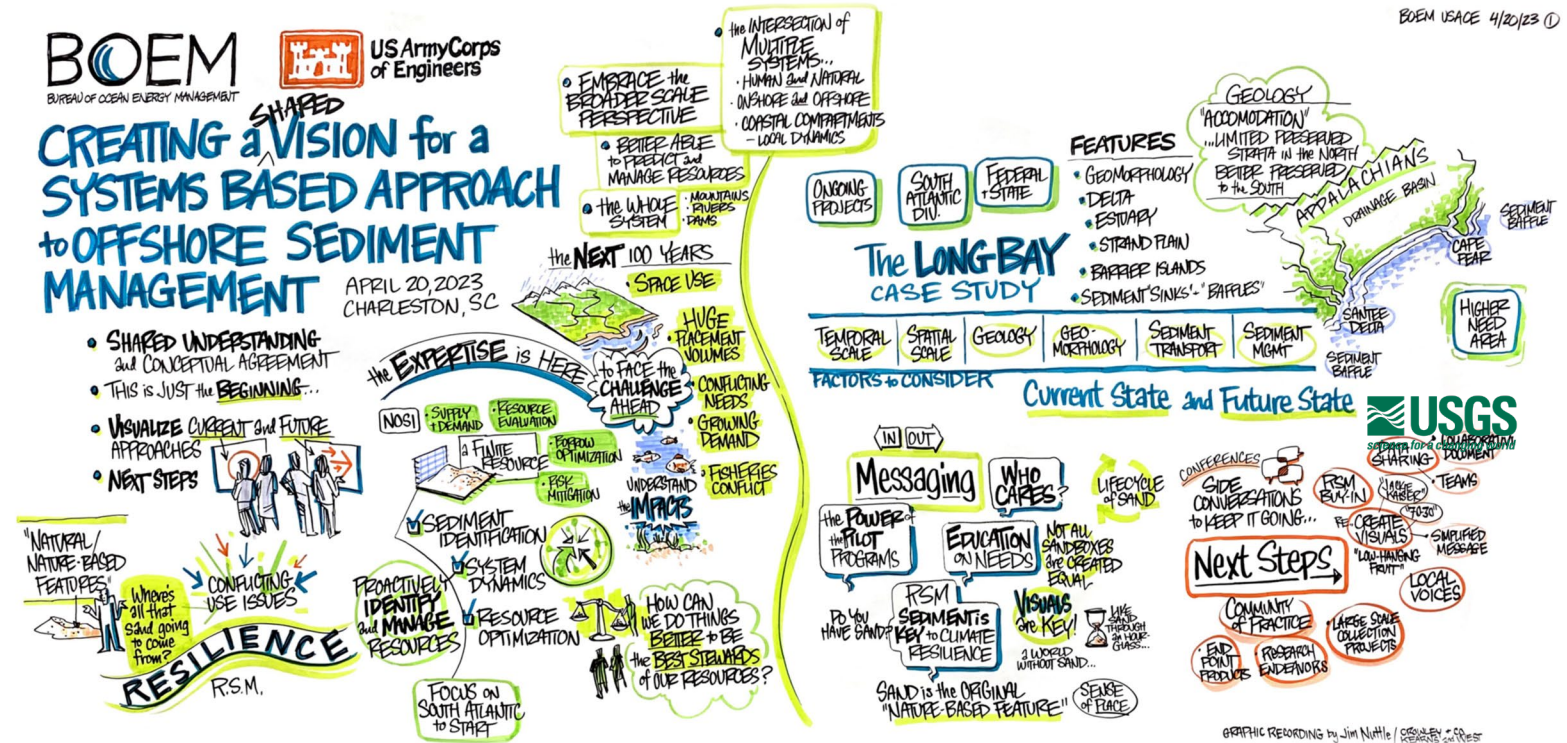 BOEM USACE 4/20/23 ①
BOEM
BUREAU OF OCEAN ENERGY MANAGEMENT
US Army Corps
of Engineers
CREATING a SHARED VISION for a
SYSTEMS BASED APPROACH
to OFFSHORE SEDIMENT
MANAGEMENT
APRIL 20, 2023
CHARLESTON, SC
• SHARED UNDERSTANDING
and CONCEPTUAL AGREEMENT
• THIS is JUST the BEGINNING...
• VISUALIZE CURRENT and FUTURE
APPROACHES
• NEXT STEPS
"NATURAL/
NATURE-BASED
FEATURES"
Where's
all that
Sand going
to come
from?
CONFLICTING
USE ISSUES
RESILIENCE
R.S.M.
• EMBRACE the
BROADER SCALE
PERSPECTIVE
• BETTER ABLE
to PREDICT and
MANAGE RESOURCES
• the WHOLE
SYSTEM
• MOUNTAINS
• RIVERS
• DAMS
• the INTERSECTION of
MULTIPLE
SYSTEMS...
• HUMAN and NATURAL
• ONSHORE and OFFSHORE
• COASTAL COMPARTMENTS
– LOCAL DYNAMICS
the NEXT 100 YEARS
• SPACE USE
• HUGE
PLACEMENT
VOLUMES
• CONFLICTING
NEEDS
• GROWING
DEMAND
• FISHERIES
CONFLICT
the EXPERTISE is HERE
to FACE the
CHALLENGE
AHEAD
NOSI
• SUPPLY
+ DEMAND
• RESOURCE
EVALUATION
a FINITE
RESOURCE
• BORROW
OPTIMIZATION
• RISK
MITIGATION
UNDERSTAND
the IMPACTS
SEDIMENT
IDENTIFICATION
SYSTEM
DYNAMICS
RESOURCE
OPTIMIZATION
PROACTIVELY
IDENTIFY
and MANAGE
RESOURCES
FOCUS ON
SOUTH ATLANTIC
to START
HOW CAN
WE DO THINGS
BETTER to BE
the BEST STEWARDS
of OUR RESOURCES?
ONGOING
PROJECTS
SOUTH
ATLANTIC
DIV.
FEDERAL
+ STATE
The LONG BAY
CASE STUDY
FEATURES
• GEOMORPHOLOGY
• DELTA
• ESTUARY
• STRAND PLAIN
• BARRIER ISLANDS
• SEDIMENT "SINKS" + "BAFFLES"
GEOLOGY
"ACCOMODATION"
...LIMITED PRESERVED
STRATA in the NORTH
BETTER PRESERVED
to the SOUTH
APPALACHIANS
DRAINAGE BASIN
SEDIMENT
BAFFLE
CAPE
FEAR
SANTEE
DELTA
SEDIMENT
BAFFLE
HIGHER
NEED
AREA
TEMPORAL
SCALE
SPATIAL
SCALE
GEOLOGY
GEO-
MORPHOLOGY
SEDIMENT
TRANSPORT
SEDIMENT
MGMT
FACTORS to CONSIDER
Current State and Future State
USGS
science for a changing world
IN OUT
Messaging
WHO
CARES?
LIFECYCLE
of SAND
the POWER of
the PILOT
PROGRAMS
EDUCATION
ON NEEDS
NOT ALL
SANDBOXES
are CREATED
EQUAL
DO YOU
HAVE SAND?
RSM
SEDIMENT is
KEY to CLIMATE
RESILIENCE
VISUALS
are KEY!
LIKE
SAND
THROUGH
an HOUR-
GLASS...
a WORLD
WITHOUT SAND...
SAND is the ORIGINAL
"NATURE-BASED FEATURE"
SENSE
of PLACE
CONFERENCES
SIDE
CONVERSATIONS
to KEEP IT GOING...
• DATA
SHARING
• COLLABORATIVE
DOCUMENT
• TEAMS
RSM
BUY-IN
"70-30"
CREATE
VISUALS
• SIMPLIFIED
MESSAGE
"LOW-HANGING
FRUIT"
Next Steps
LOCAL
VOICES
COMMUNITY
of PRACTICE
• LARGE SCALE
COLLECTION
PROJECTS
• END
POINT
PRODUCTS
RESEARCH
ENDEAVORS
GRAPHIC RECORDING by Jim Nuttle / CROWLEY + CO.
KEARNS and WEST